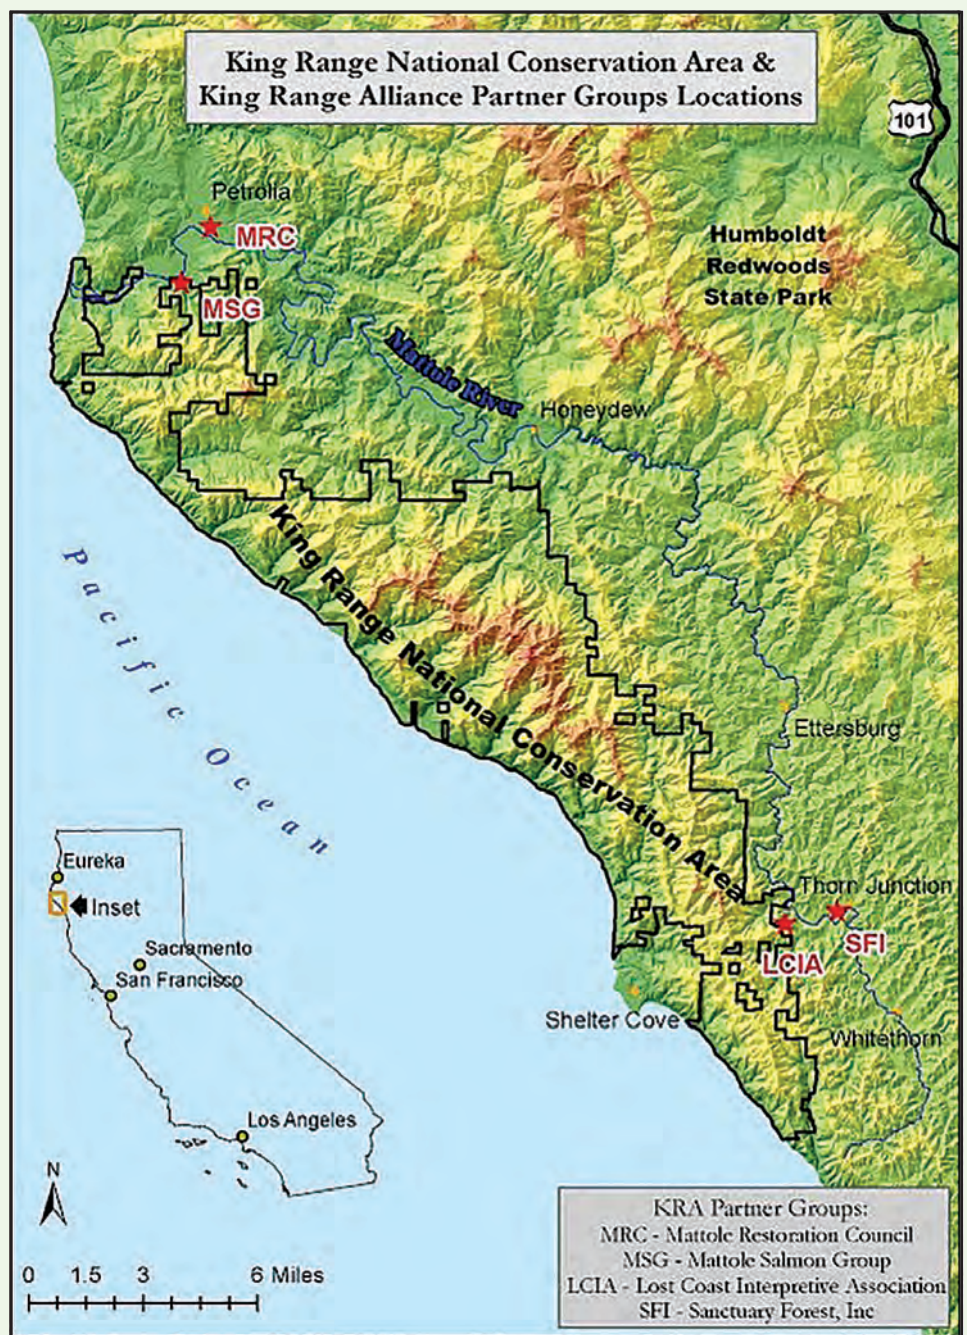 King Range National Conservation Area &
King Range Alliance Partner Groups Locations
101
Petrolia
MRC
Humboldt
Redwoods
State Park
MSG
Mattole River
Honeydew
King Range National Conservation Area
Pacific Ocean
Ettersburg
Eureka
Inset
Thorn Junction
SFI
LCIA
Sacramento
San Francisco
Shelter Cove
Whitethorn
Los Angeles
N
0 1.5 3 6 Miles
KRA Partner Groups:
MRC - Mattole Restoration Council
MSG - Mattole Salmon Group
LCIA - Lost Coast Interpretive Association
SFI - Sanctuary Forest, Inc